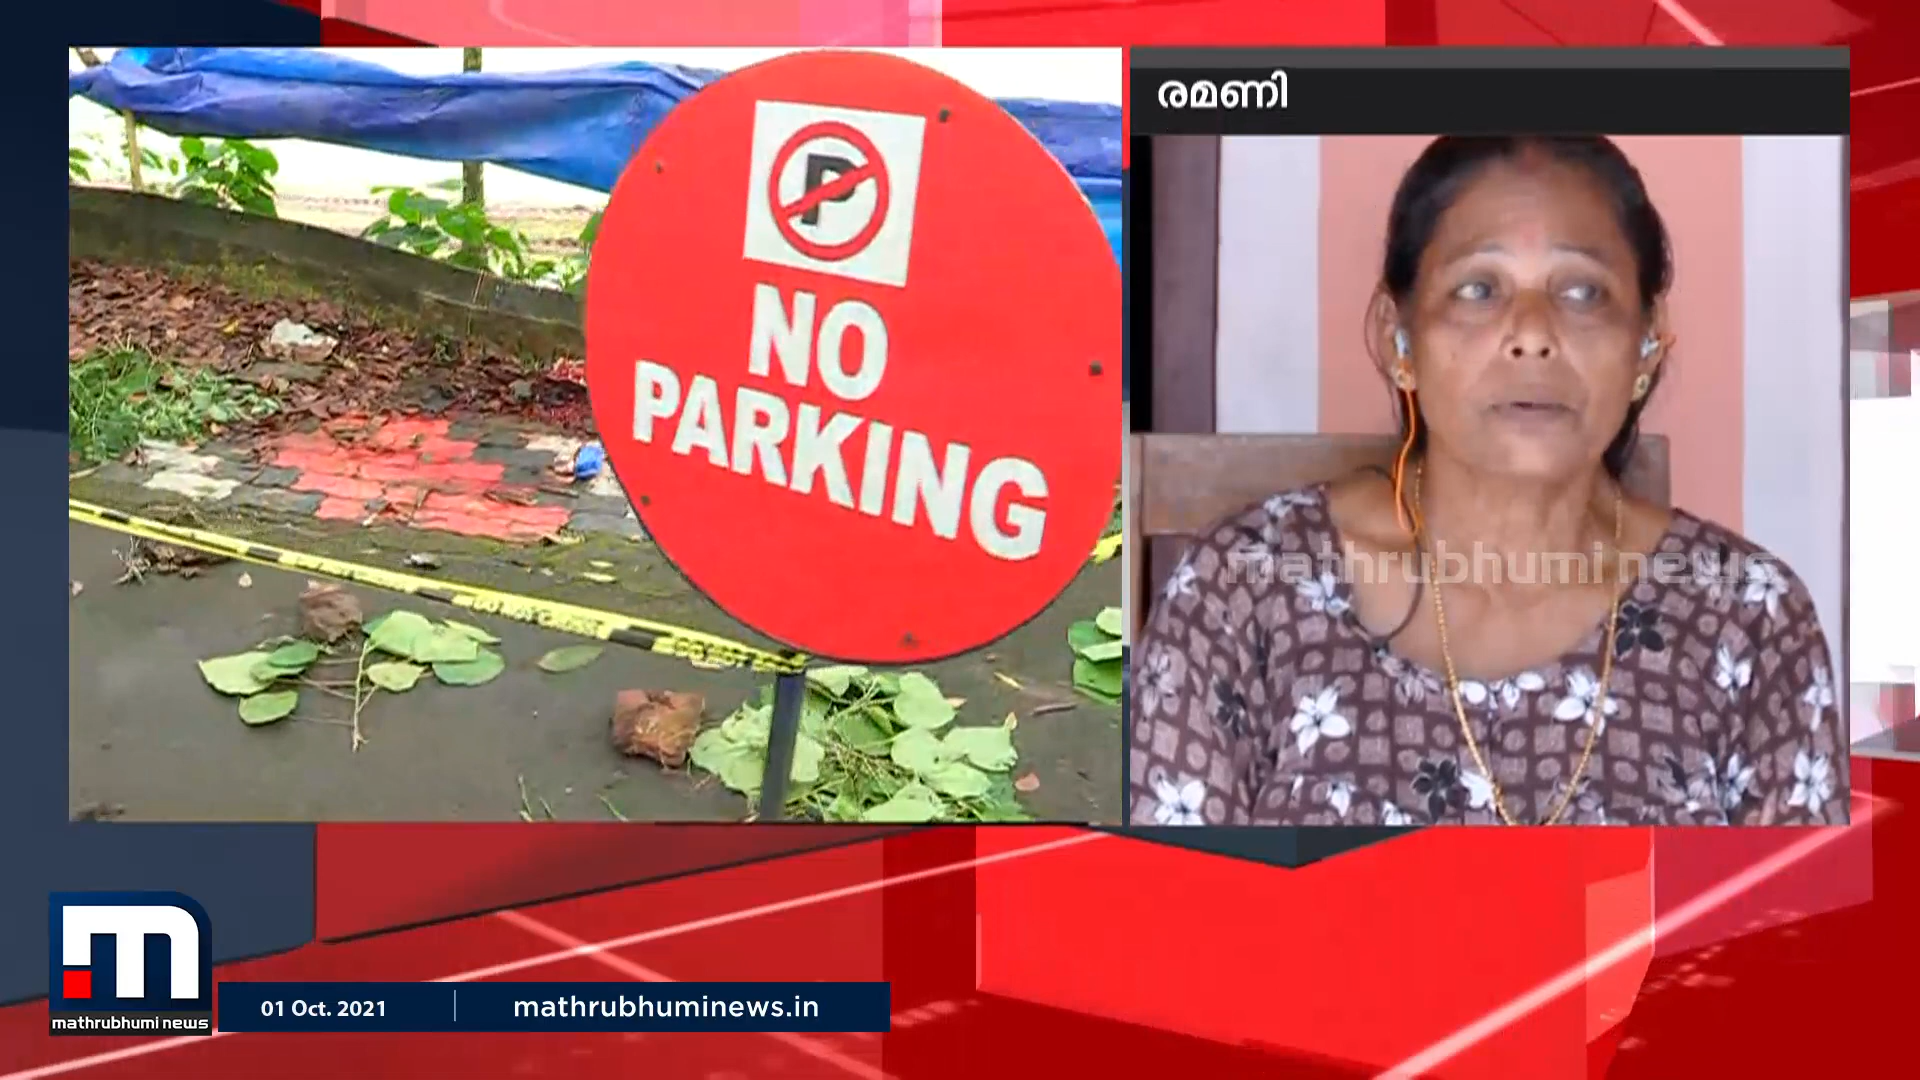 രമണി
P
NO
PARKING
mathrubhumi news
mathrubhumi news
01 Oct. 2021
mathrubhuminews.in